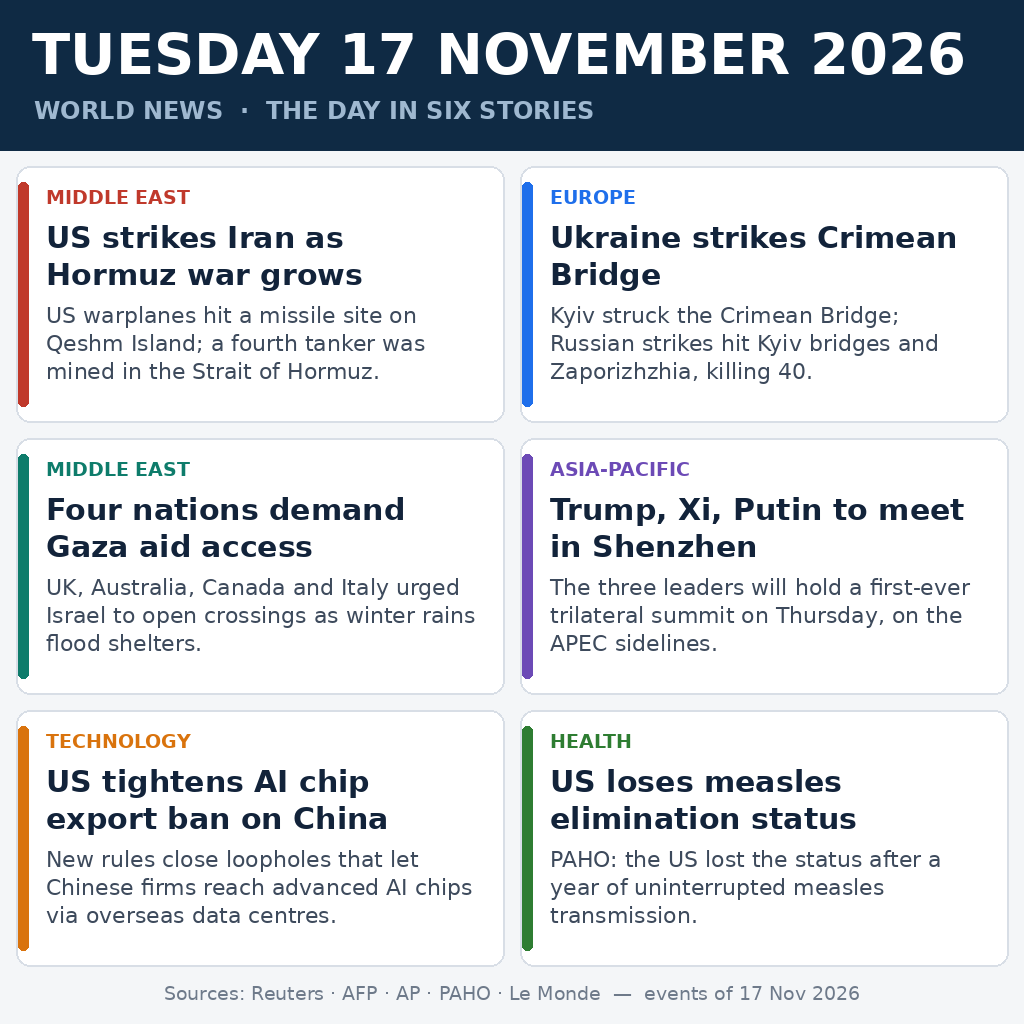 TUESDAY 17 NOVEMBER 2026
WORLD NEWS · THE DAY IN SIX STORIES
MIDDLE EAST
US strikes Iran as
Hormuz war grows
US warplanes hit a missile site on
Qeshm Island; a fourth tanker was
mined in the Strait of Hormuz.
EUROPE
Ukraine strikes Crimean
Bridge
Kyiv struck the Crimean Bridge;
Russian strikes hit Kyiv bridges and
Zaporizhzhia, killing 40.
MIDDLE EAST
Four nations demand
Gaza aid access
UK, Australia, Canada and Italy urged
Israel to open crossings as winter rains
flood shelters.
ASIA-PACIFIC
Trump, Xi, Putin to meet
in Shenzhen
The three leaders will hold a first-ever
trilateral summit on Thursday, on the
APEC sidelines.
TECHNOLOGY
US tightens AI chip
export ban on China
New rules close loopholes that let
Chinese firms reach advanced AI chips
via overseas data centres.
HEALTH
US loses measles
elimination status
PAHO: the US lost the status after a
year of uninterrupted measles
transmission.
Sources: Reuters · AFP · AP · PAHO · Le Monde — events of 17 Nov 2026